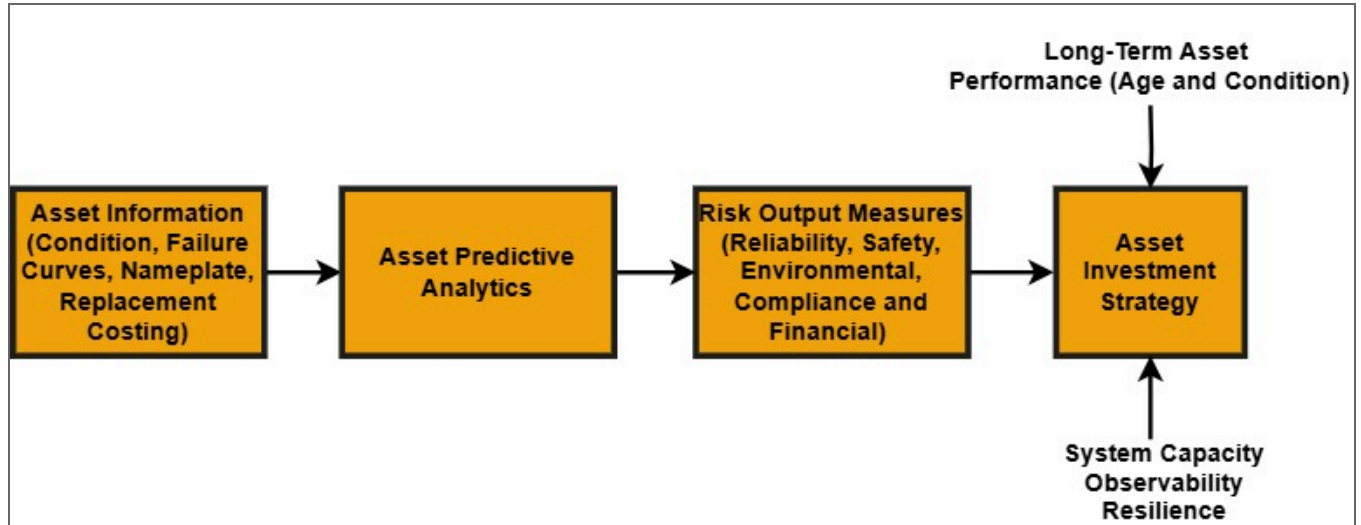 Long-Term Asset
Performance (Age and Condition)
Asset Information
(Condition, Failure
Curves, Nameplate,
Replacement
Costing)
Asset Predictive
Analytics
Risk Output Measures
(Reliability, Safety,
Environmental,
Compliance and
Financial)
Asset
Investment
Strategy
System Capacity
Observability
Resilience